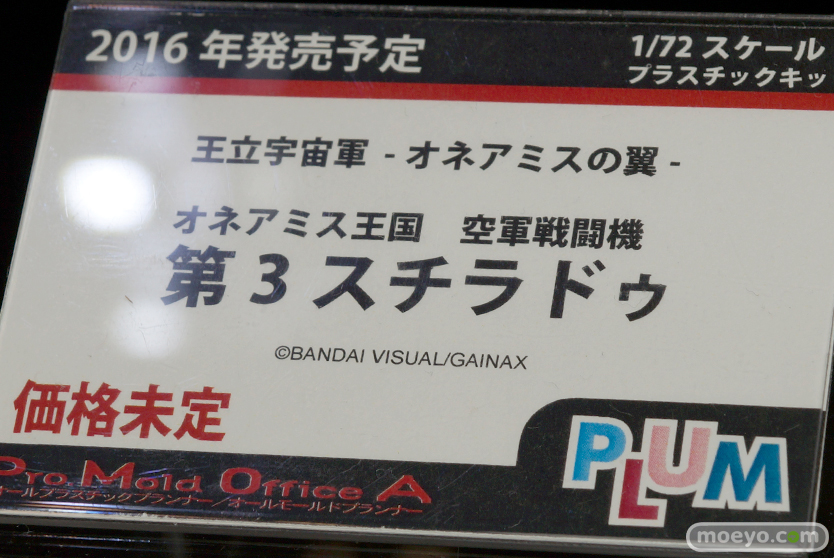 2016 年発売予定
1/72 スケール
プラスチックキッ
王立宇宙軍 - オネアミスの翼 -
オネアミス王国　空軍戦闘機
第3スチラドゥ
©BANDAI VISUAL/GAINAX
価格未定
PLUM
Pro Mold Office A
オールプラスチックプランナー／オールモールドプランナー
moeyo.com